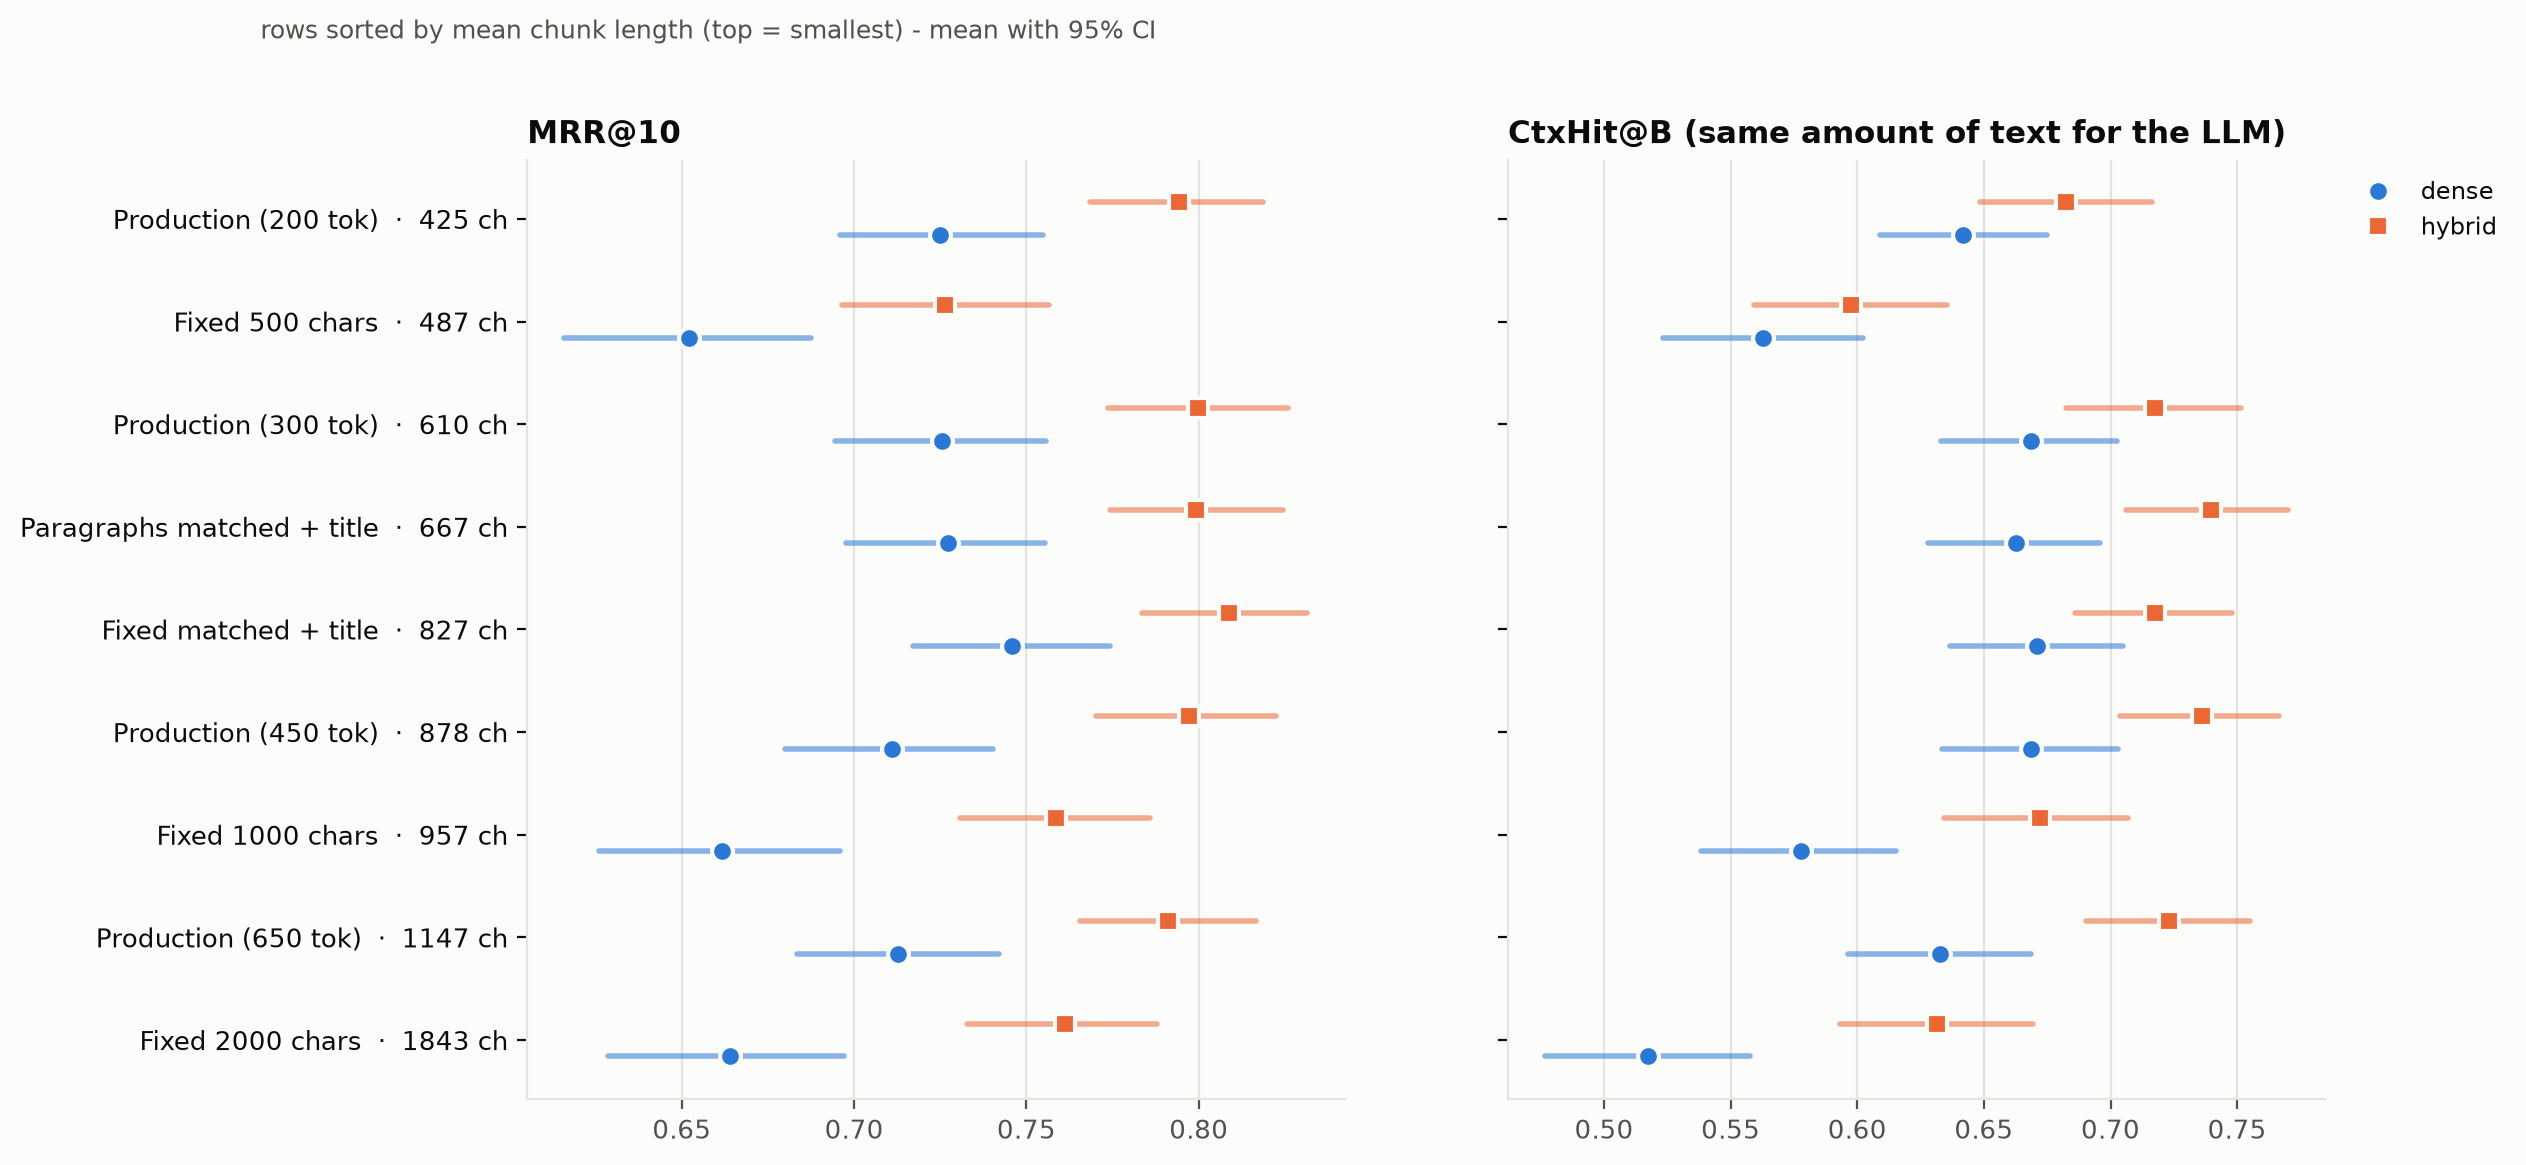 rows sorted by mean chunk length (top = smallest) - mean with 95% CI
MRR@10
CtxHit@B (same amount of text for the LLM)
dense
hybrid
Production (200 tok) · 425 ch
Fixed 500 chars · 487 ch
Production (300 tok) · 610 ch
Paragraphs matched + title · 667 ch
Fixed matched + title · 827 ch
Production (450 tok) · 878 ch
Fixed 1000 chars · 957 ch
Production (650 tok) · 1147 ch
Fixed 2000 chars · 1843 ch
0.65 0.70 0.75 0.80
0.50 0.55 0.60 0.65 0.70 0.75